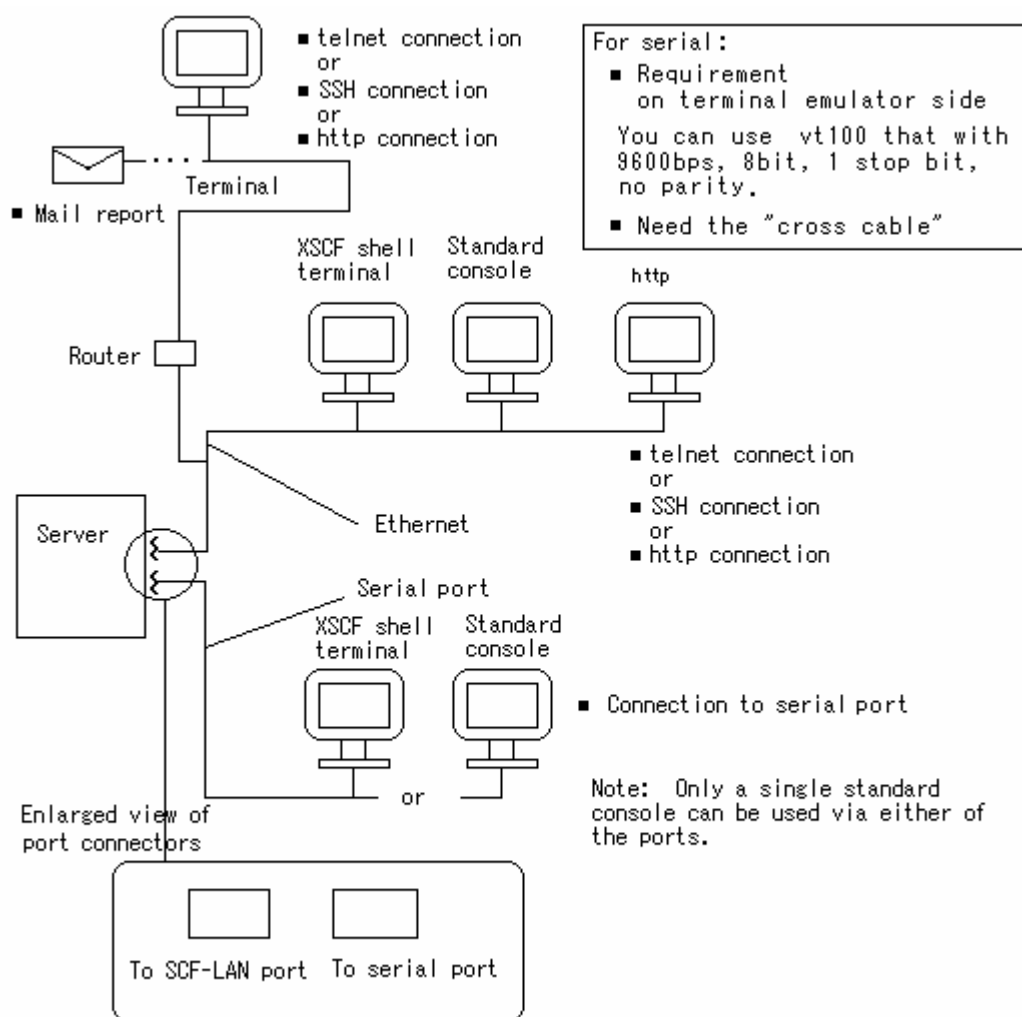 ■ telnet connection
or
■ SSH connection
or
■ http connection
Terminal
■ Mail report
For serial:
■ Requirement
on terminal emulator side
You can use vt100 that with
9600bps, 8bit, 1 stop bit,
no parity.
■ Need the "cross cable"
XSCF shell
terminal
Standard
console
http
Router
■ telnet connection
or
■ SSH connection
or
■ http connection
Ethernet
Server
Serial port
XSCF shell
terminal
Standard
console
■ Connection to serial port
or
Note: Only a single standard
console can be used via either of
the ports.
Enlarged view of
port connectors
To SCF-LAN port
To serial port